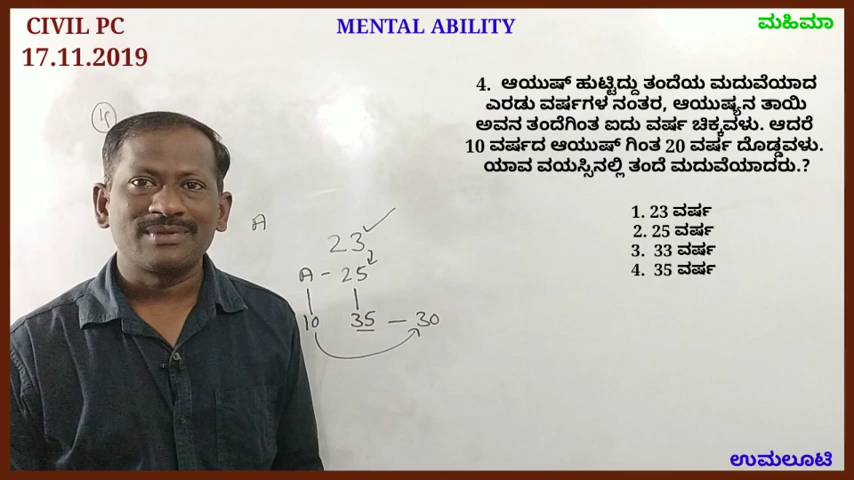 CIVIL PC
17.11.2019
MENTAL ABILITY
ಮಹಿಮಾ
4. ಆಯುಷ್ ಹುಟ್ಟಿದ್ದು ತಂದೆಯ ಮದುವೆಯಾದ
ಎರಡು ವರ್ಷಗಳ ನಂತರ, ಆಯುಷ್ಯನ ತಾಯಿ
ಅವನ ತಂದೆಗಿಂತ ಐದು ವರ್ಷ ಚಿಕ್ಕವಳು. ಆದರೆ
10 ವರ್ಷದ ಆಯುಷ್ ಗಿಂತ 20 ವರ್ಷ ದೊಡ್ಡವಳು.
ಯಾವ ವಯಸ್ಸಿನಲ್ಲಿ ತಂದೆ ಮದುವೆಯಾದರು.?
1. 23 ವರ್ಷ
2. 25 ವರ್ಷ
3. 33 ವರ್ಷ
4. 35 ವರ್ಷ
A
23
A - 25
10 35 - 30
ಉಮಲೂಟಿ